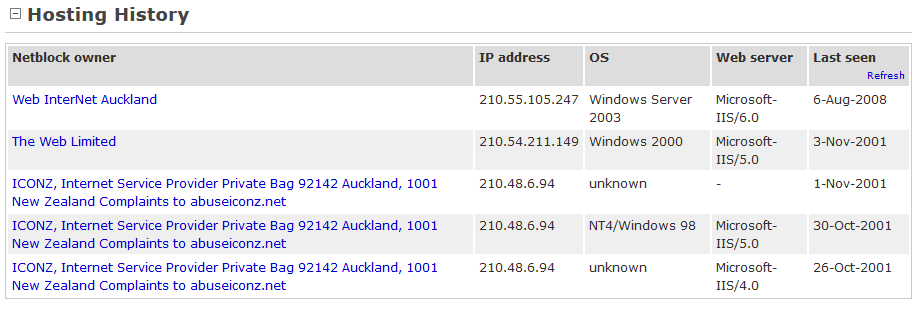 Hosting History
Netblock owner IP address OS Web server Last seen
Refresh
Web InterNet Auckland 210.55.105.247 Windows Server Microsoft- 6-Aug-2008
2003 IIS/6.0
The Web Limited 210.54.211.149 Windows 2000 Microsoft- 3-Nov-2001
IIS/5.0
ICONZ, Internet Service Provider Private Bag 92142 Auckland, 1001 210.48.6.94 unknown - 1-Nov-2001
New Zealand Complaints to abuseiconz.net
ICONZ, Internet Service Provider Private Bag 92142 Auckland, 1001 210.48.6.94 NT4/Windows 98 Microsoft- 30-Oct-2001
New Zealand Complaints to abuseiconz.net IIS/5.0
ICONZ, Internet Service Provider Private Bag 92142 Auckland, 1001 210.48.6.94 unknown Microsoft- 26-Oct-2001
New Zealand Complaints to abuseiconz.net IIS/4.0